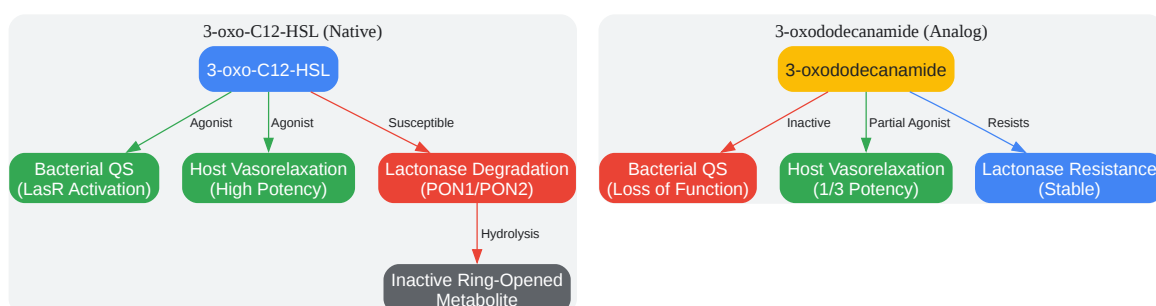 3-oxo-C12-HSL (Native)
3-oxo-C12-HSL
Agonist
Agonist
Susceptible
Bacterial QS
(LasR Activation)
Host Vasorelaxation
(High Potency)
Lactonase Degradation
(PON1/PON2)
Hydrolysis
Inactive Ring-Opened
Metabolite
3-oxododecanamide (Analog)
3-oxododecanamide
Inactive
Partial Agonist
Resists
Bacterial QS
(Loss of Function)
Host Vasorelaxation
(1/3 Potency)
Lactonase Resistance
(Stable)